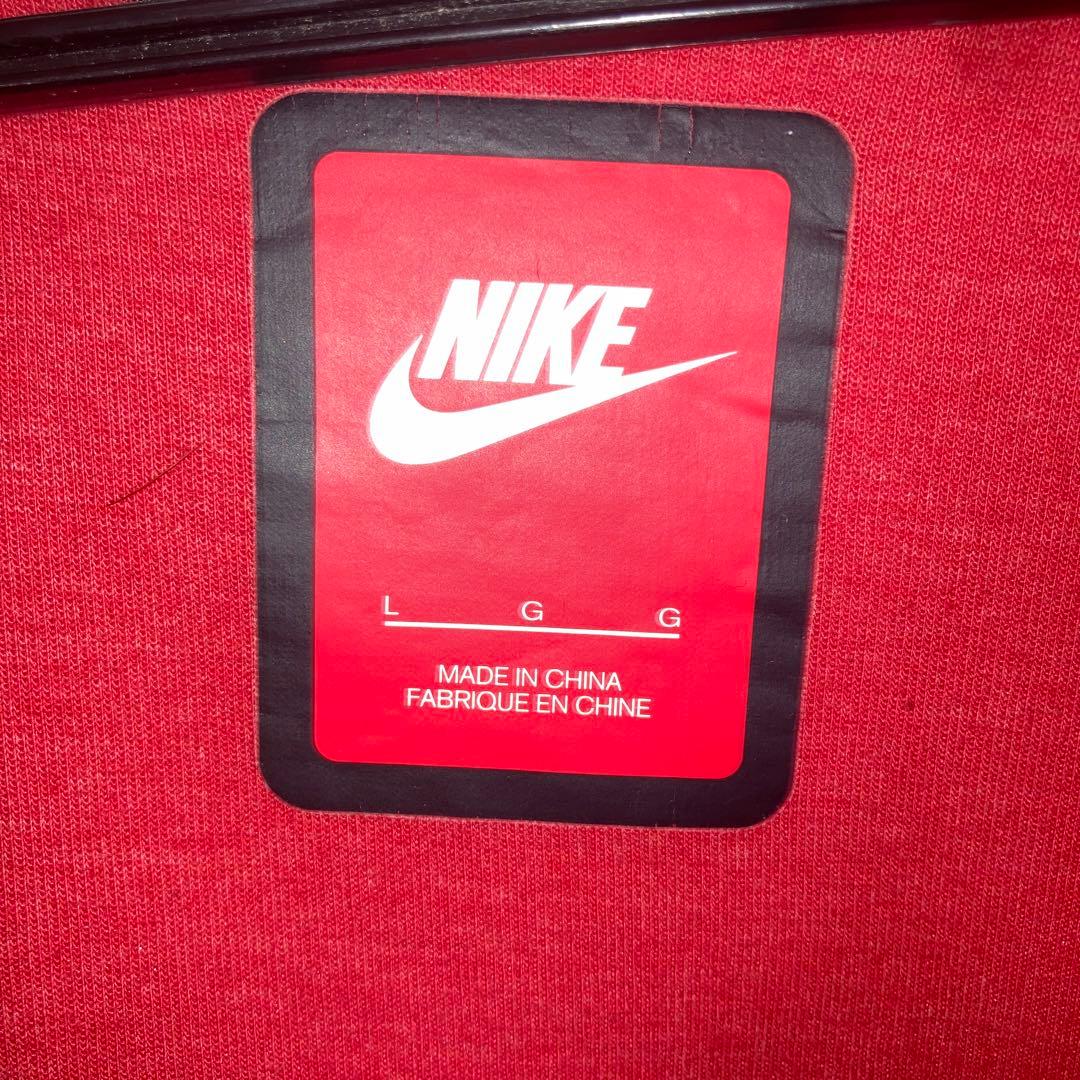 NIKE
L G G
MADE IN CHINA
FABRIQUE EN CHINE